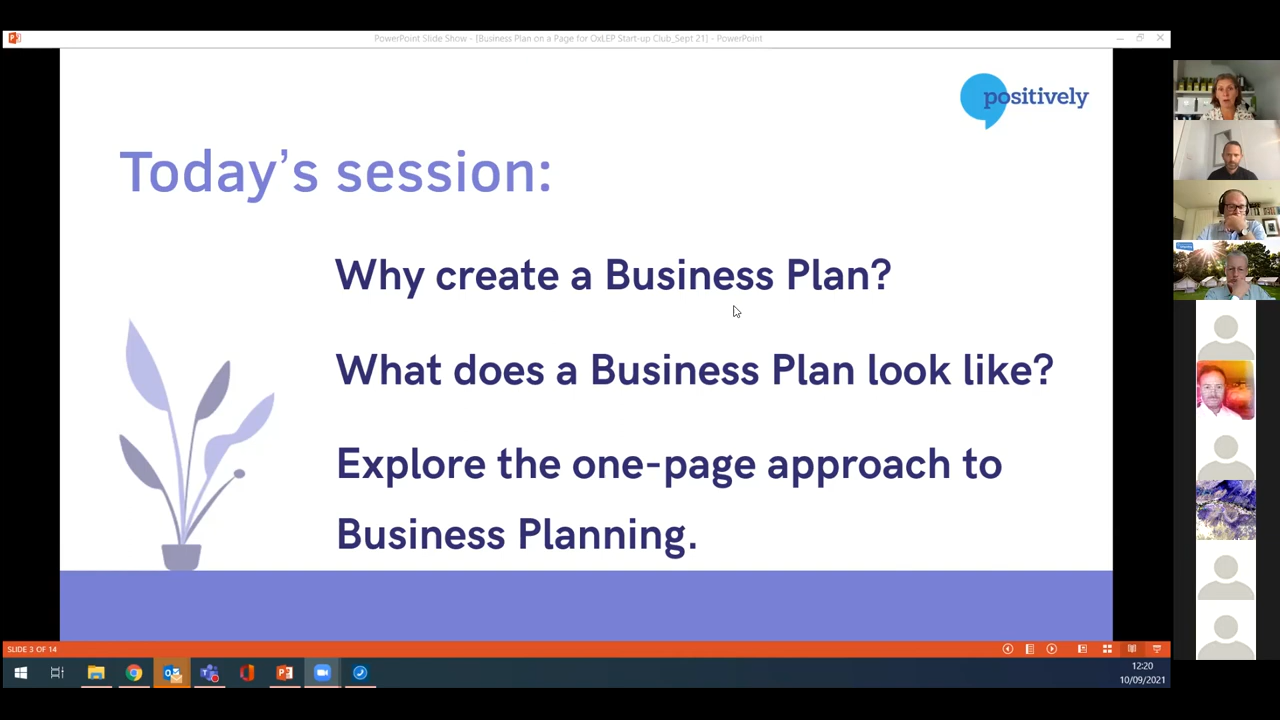 PowerPoint Slide Show - [Business Plan on a Page for OxLEP Start-up Club_Sept 21] - PowerPoint
positively
Today’s session:
Why create a Business Plan?
What does a Business Plan look like?
Explore the one-page approach to
Business Planning.
SLIDE 3 OF 14
12:20
10/09/2021